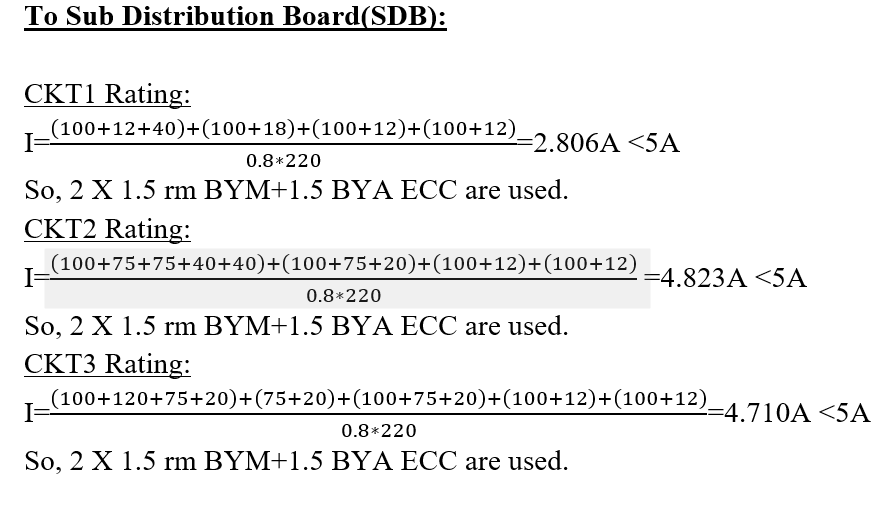 To Sub Distribution Board(SDB):
CKT1 Rating:
I=(100+12+40)+(100+18)+(100+12)+(100+12)/0.8*220=2.806A <5A
So, 2 X 1.5 rm BYM+1.5 BYA ECC are used.
CKT2 Rating:
I=(100+75+75+40+40)+(100+75+20)+(100+12)+(100+12)/0.8*220=4.823A <5A
So, 2 X 1.5 rm BYM+1.5 BYA ECC are used.
CKT3 Rating:
I=(100+120+75+20)+(75+20)+(100+75+20)+(100+12)+(100+12)/0.8*220=4.710A <5A
So, 2 X 1.5 rm BYM+1.5 BYA ECC are used.